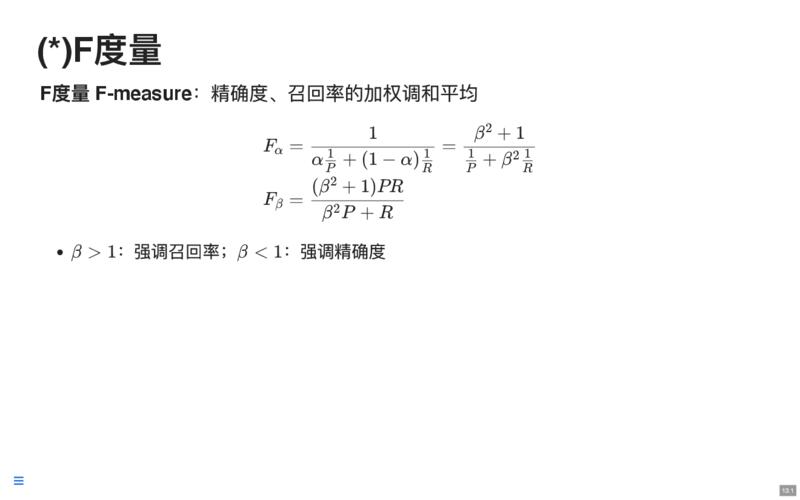 (*)F度量
F度量 F-measure：精确度、召回率的加权调和平均
$F_\alpha = \frac{1}{\alpha \frac{1}{P} + (1 - \alpha) \frac{1}{R}} = \frac{\beta^2 + 1}{\frac{1}{P} + \beta^2 \frac{1}{R}}$
$F_\beta = \frac{(\beta^2 + 1)PR}{\beta^2 P + R}$
• β > 1：强调召回率；β < 1：强调精确度
13.1